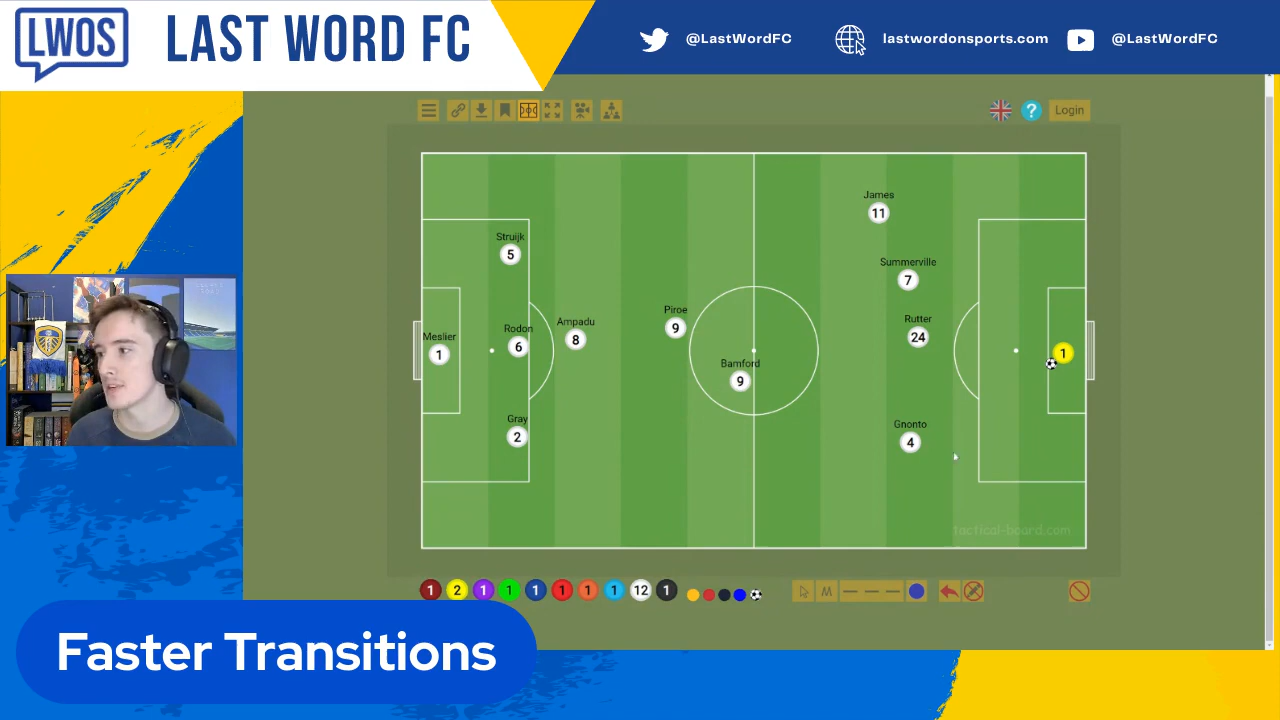 LWOS
LAST WORD FC
@LastWordFC
lastwordonsports.com
@LastWordFC
?
Login
James
11
Struijk
5
Summerville
7
Piroe
9
Ampadu
8
Rutter
24
Rodon
6
Meslier
1
1
Bamford
9
Gray
2
Gnonto
4
tactical-board.com
1 2 1 1 1 1 1 1 12 1
Faster Transitions